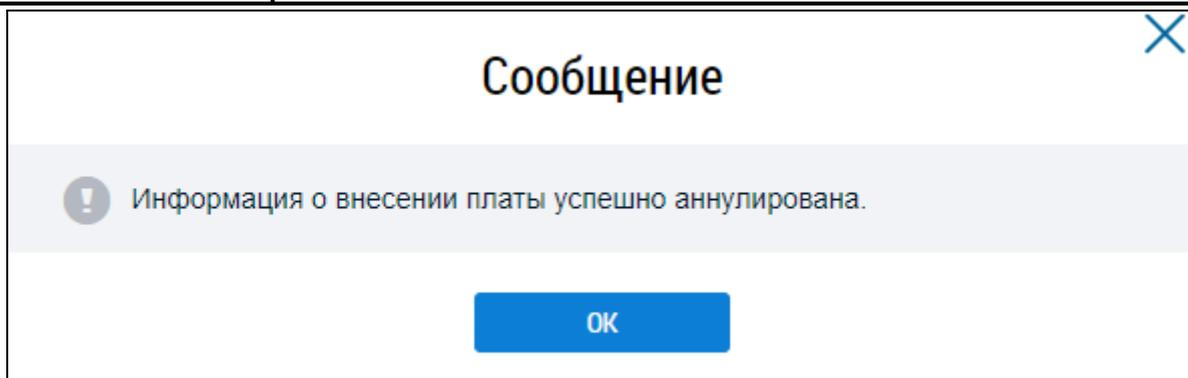 Сообщение
Информация о внесении платы успешно аннулирована.
ОК